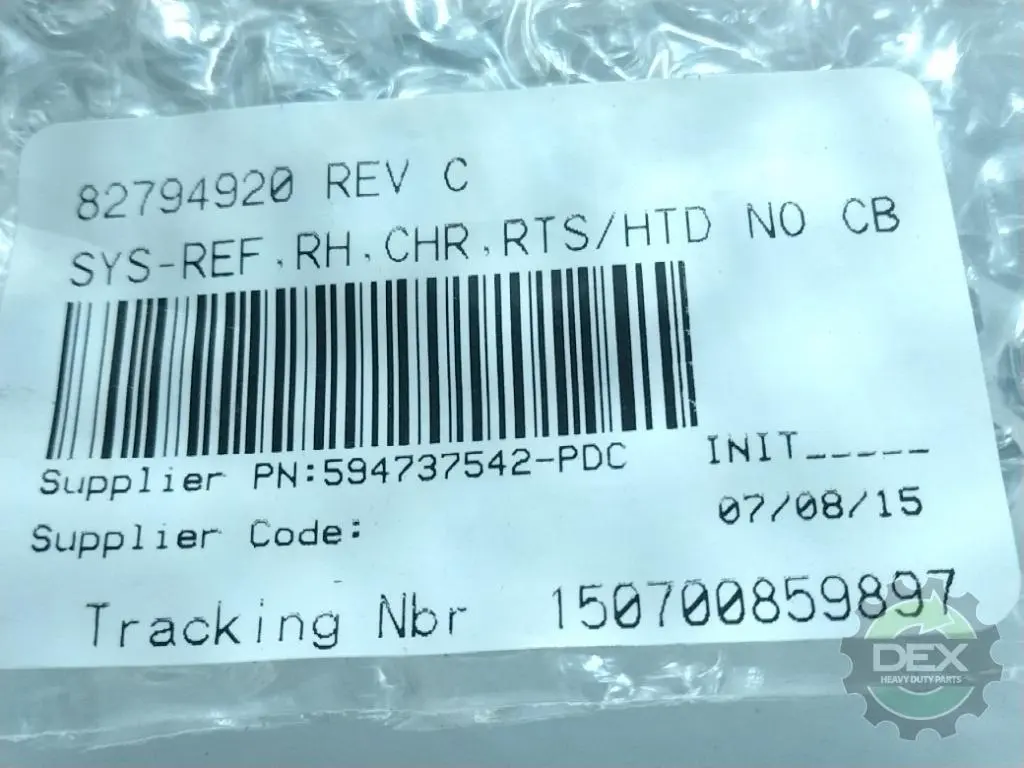 82794920 REV C
SYS-REF,RH,CHR,RTS/HTD NO CB
Supplier PN:594737542-PDC
INIT_____
Supplier Code:
07/08/15
Tracking Nbr 150700859897
DEX
HEAVY DUTY PARTS